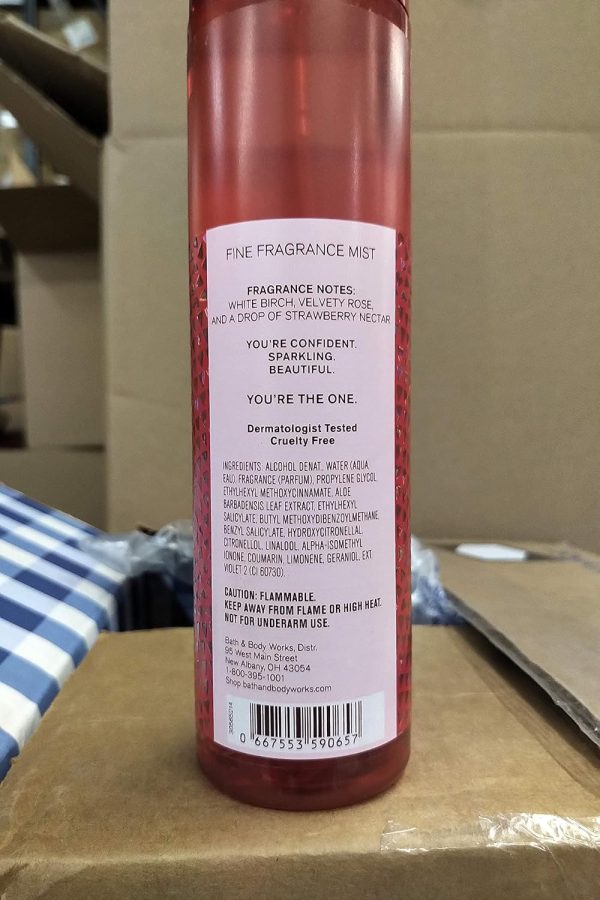 FINE FRAGRANCE MIST
FRAGRANCE NOTES:
WHITE BIRCH, VELVETY ROSE,
AND A DROP OF STRAWBERRY NECTAR
YOU'RE CONFIDENT.
SPARKLING.
BEAUTIFUL.
YOU'RE THE ONE.
Dermatologist Tested
Cruelty Free
INGREDIENTS: ALCOHOL DENAT., WATER (AQUA,
EAU), FRAGRANCE (PARFUM), PROPYLENE GLYCOL,
ETHYLHEXYL METHOXYCINNAMATE, ALOE
BARBADENSIS LEAF EXTRACT, ETHYLHEXYL
SALICYLATE, BUTYL METHOXYDIBENZOYLMETHANE,
BENZYL SALICYLATE, HYDROXYCITRONELLAL,
CITRONELLOL, LINALOOL, ALPHA-ISOMETHYL
IONONE, COUMARIN, LIMONENE, GERANIOL, EXT.
VIOLET 2 (CI 60730).
CAUTION: FLAMMABLE.
KEEP AWAY FROM FLAME OR HIGH HEAT.
NOT FOR UNDERARM USE.
Bath & Body Works, Distr.
95 West Main Street
New Albany, OH 43054
1-800-395-1001
Shop bathandbodyworks.com
30565214
0 667553 590657